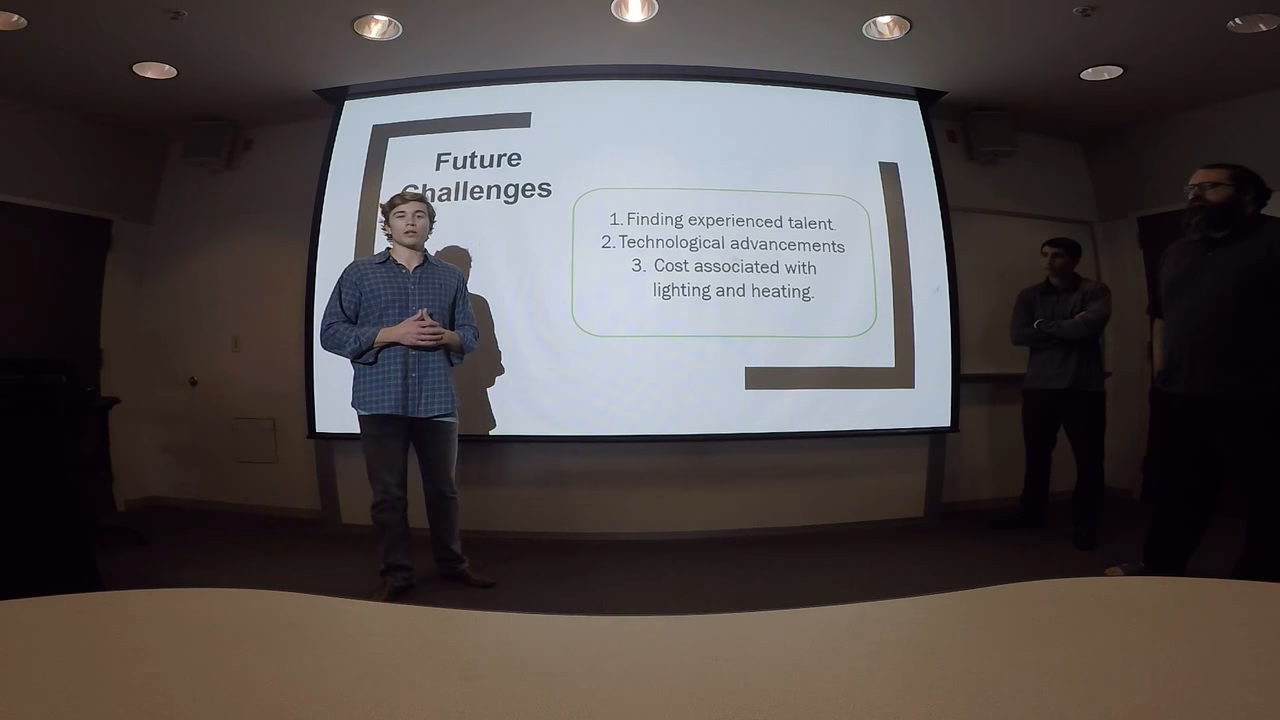 Future
Challenges
1. Finding experienced talent.
2. Technological advancements
3. Cost associated with
lighting and heating.